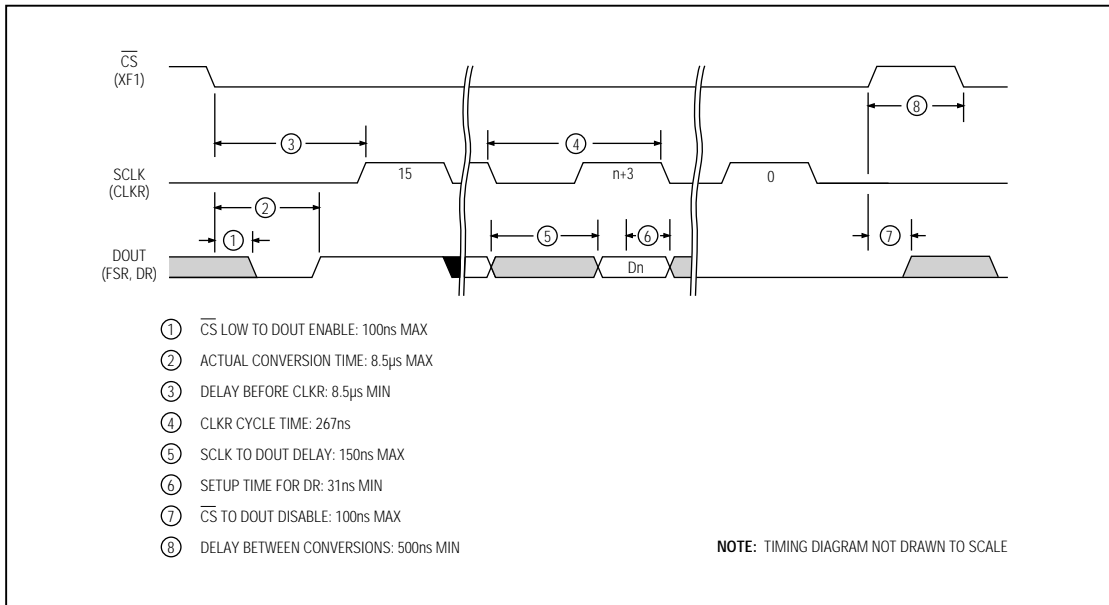 CS
(XF1)
8
3
4
SCLK
(CLKR)
15
n+3
0
2
1
5
6
7
DOUT
(FSR, DR)
Dn
1 CS LOW TO DOUT ENABLE: 100ns MAX
2 ACTUAL CONVERSION TIME: 8.5µs MAX
3 DELAY BEFORE CLKR: 8.5µs MIN
4 CLKR CYCLE TIME: 267ns
5 SCLK TO DOUT DELAY: 150ns MAX
6 SETUP TIME FOR DR: 31ns MIN
7 CS TO DOUT DISABLE: 100ns MAX
8 DELAY BETWEEN CONVERSIONS: 500ns MIN
NOTE: TIMING DIAGRAM NOT DRAWN TO SCALE